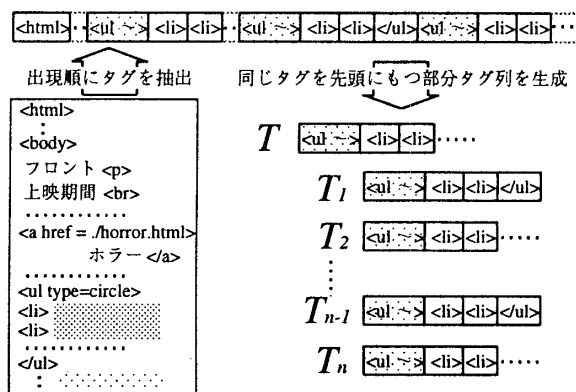 <html> ・・ <ul ~> <li> <li> ・・ <ul ~> <li> <li> </ul> <ul ~> <li> <li> ・・
出現順にタグを抽出
同じタグを先頭にもつ部分タグ列を生成
<html>
:
<body>
フロント <p>
上映期間 <br>
............
<a href = ./horror.html>
ホラー </a>
............
<ul type=circle>
<li>
<li>
............
</ul>
:
T <ul ~> <li> <li> ・・・・・
T1 <ul ~> <li> <li> </ul>
T2 <ul ~> <li> <li> ・・・・・
Tn-1 <ul ~> <li> <li> </ul>
Tn <ul ~> <li> <li> ・・・・・